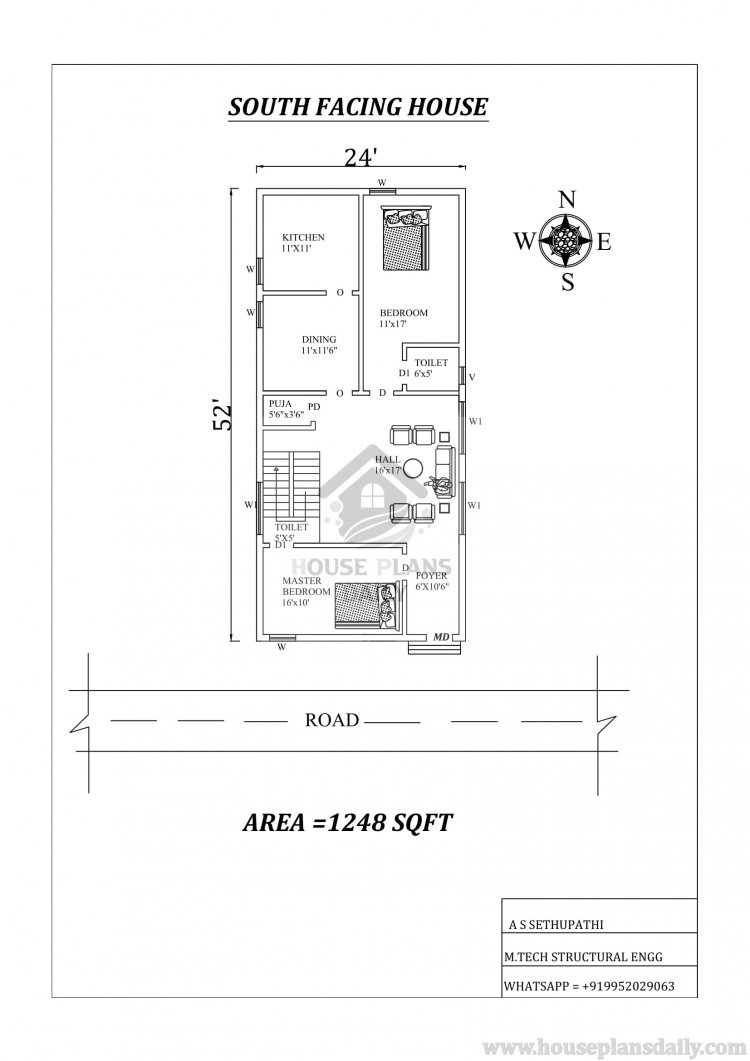 SOUTH FACING HOUSE
24'
W
N
W E
S
KITCHEN
11'X11'
W
O
W
BEDROOM
11'x17'
DINING
11'x11'6"
TOILET
6'x5'
D1
V
O
D
52'
PUJA
5'6"x3'6"
PD
W1
HALL
16'x17'
W1
W1
TOILET
5'X5'
D1
HOUSE PLANS
DAILY
D
FOYER
6'X10'6"
MASTER
BEDROOM
16'x10'
MD
W
ROAD
AREA =1248 SQFT
A S SETHUPATHI
M.TECH STRUCTURAL ENGG
WHATSAPP = +919952029063
www.houseplansdaily.com